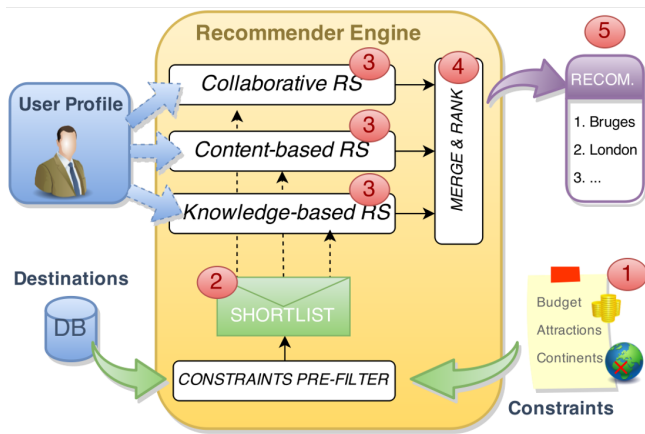 Recommender Engine
5
3
Collaborative RS
4
RECOM.
User Profile
1. Bruges
3
Content-based RS
2. London
MERGE & RANK
3. ...
3
Knowledge-based RS
Destinations
2
1
Budget
DB
SHORTLIST
Attractions
Continents
CONSTRAINTS PRE-FILTER
Constraints